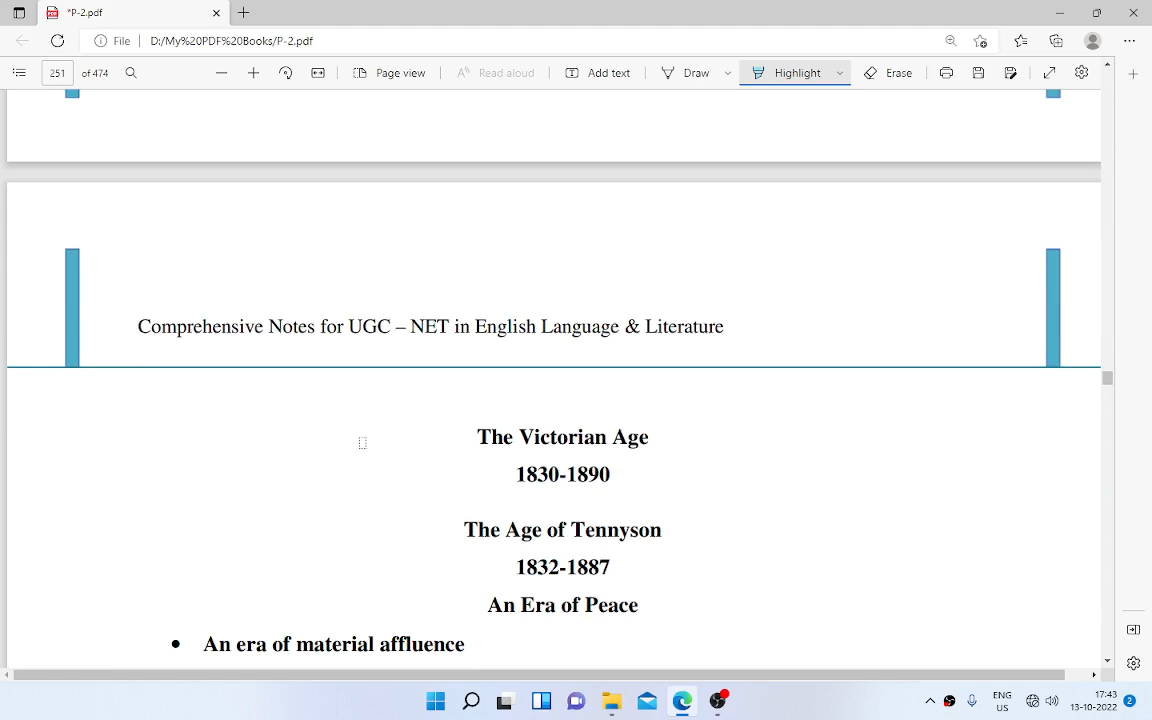 *P-2.pdf
File D:/My%20PDF%20Books/P-2.pdf
251 of 474 Page view Read aloud Add text Draw Highlight Erase
Comprehensive Notes for UGC – NET in English Language & Literature
The Victorian Age
1830-1890
The Age of Tennyson
1832-1887
An Era of Peace
• An era of material affluence
ENG 17:43
US 13-10-2022 2